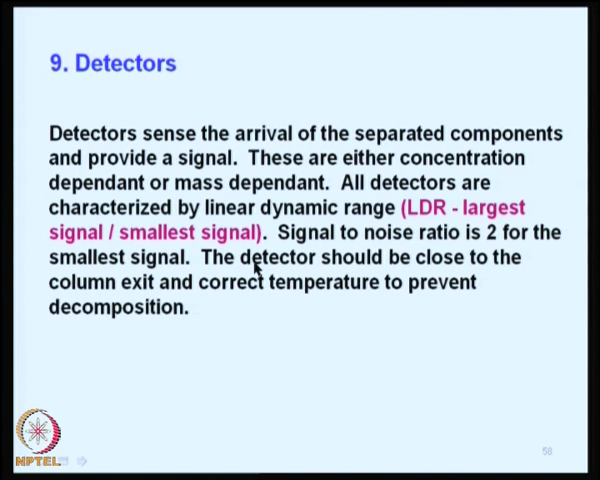 9. Detectors
Detectors sense the arrival of the separated components
and provide a signal. These are either concentration
dependant or mass dependant. All detectors are
characterized by linear dynamic range (LDR - largest
signal / smallest signal). Signal to noise ratio is 2 for the
smallest signal. The detector should be close to the
column exit and correct temperature to prevent
decomposition.
NPTEL
58